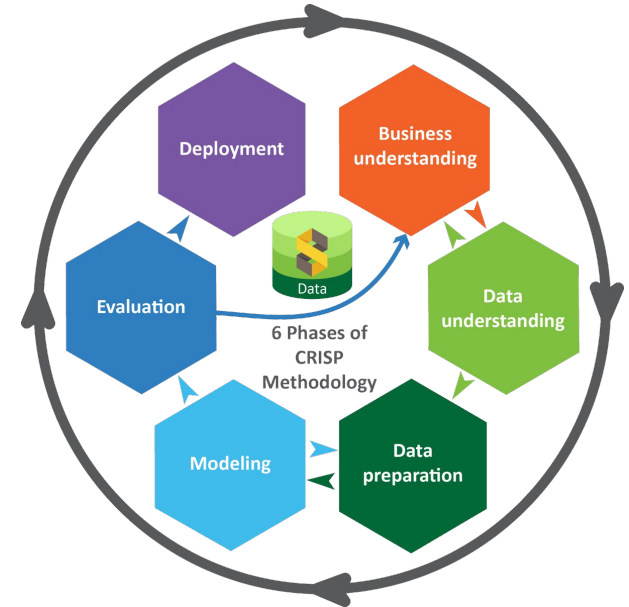 Deployment
Business
understanding
Data
Evaluation
Data
understanding
6 Phases of
CRISP
Methodology
Modeling
Data
preparation